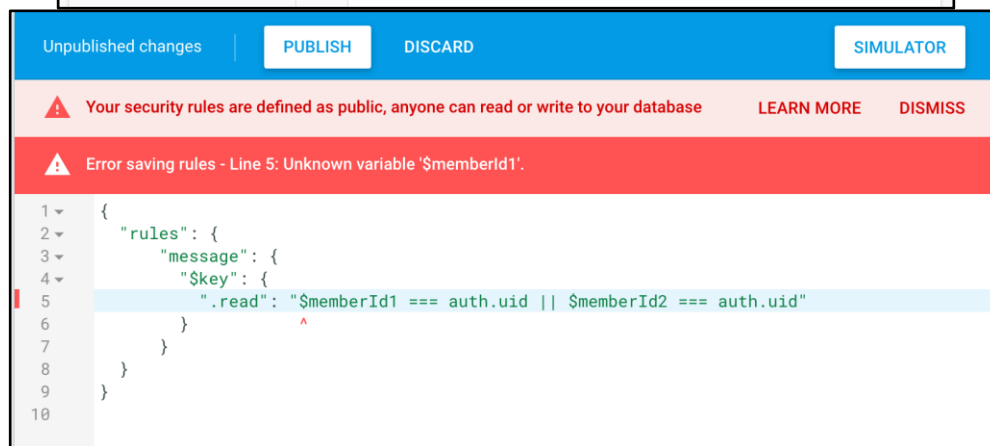 Unpublished changes PUBLISH DISCARD SIMULATOR
Your security rules are defined as public, anyone can read or write to your database LEARN MORE DISMISS
Error saving rules - Line 5: Unknown variable '$memberId1'.
1 {
2 "rules": {
3 "message": {
4 "$key": {
5 ".read": "$memberId1 === auth.uid || $memberId2 === auth.uid"
6 }
^
7 }
8 }
9 }
10